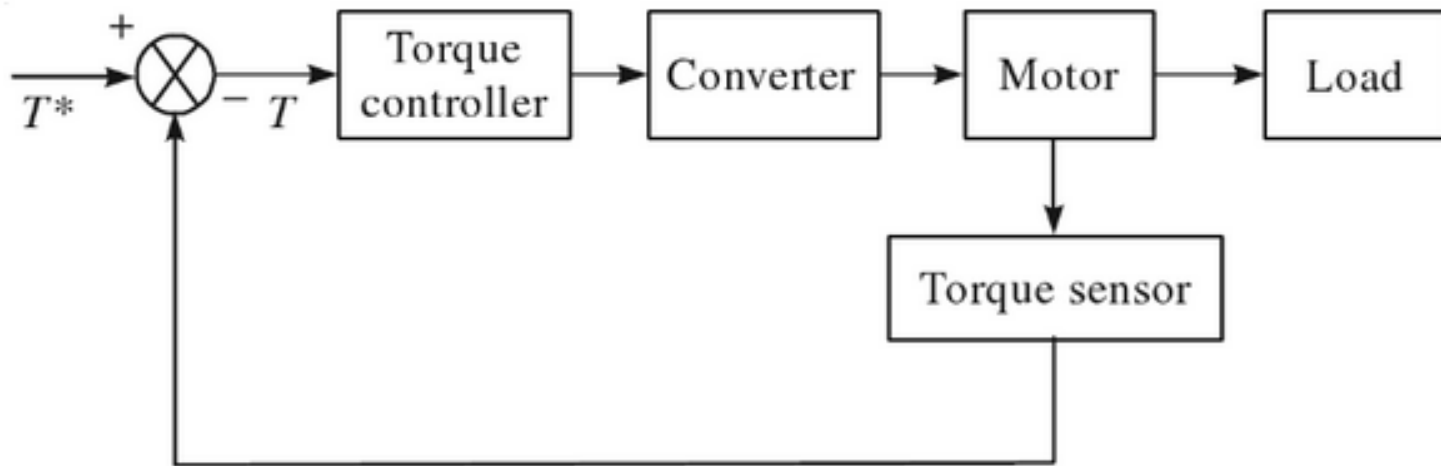 +
T*
−
T
Torque
controller
Converter
Motor
Load
Torque sensor